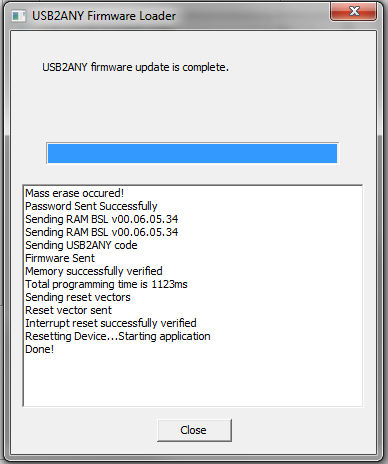 USB2ANY Firmware Loader
USB2ANY firmware update is complete.
Mass erase occured!
Password Sent Successfully
Sending RAM BSL v00.06.05.34
Sending RAM BSL v00.06.05.34
Sending USB2ANY code
Firmware Sent
Memory successfully verified
Total programming time is 1123ms
Sending reset vectors
Reset vector sent
Interrupt reset successfully verified
Resetting Device...Starting application
Done!
Close